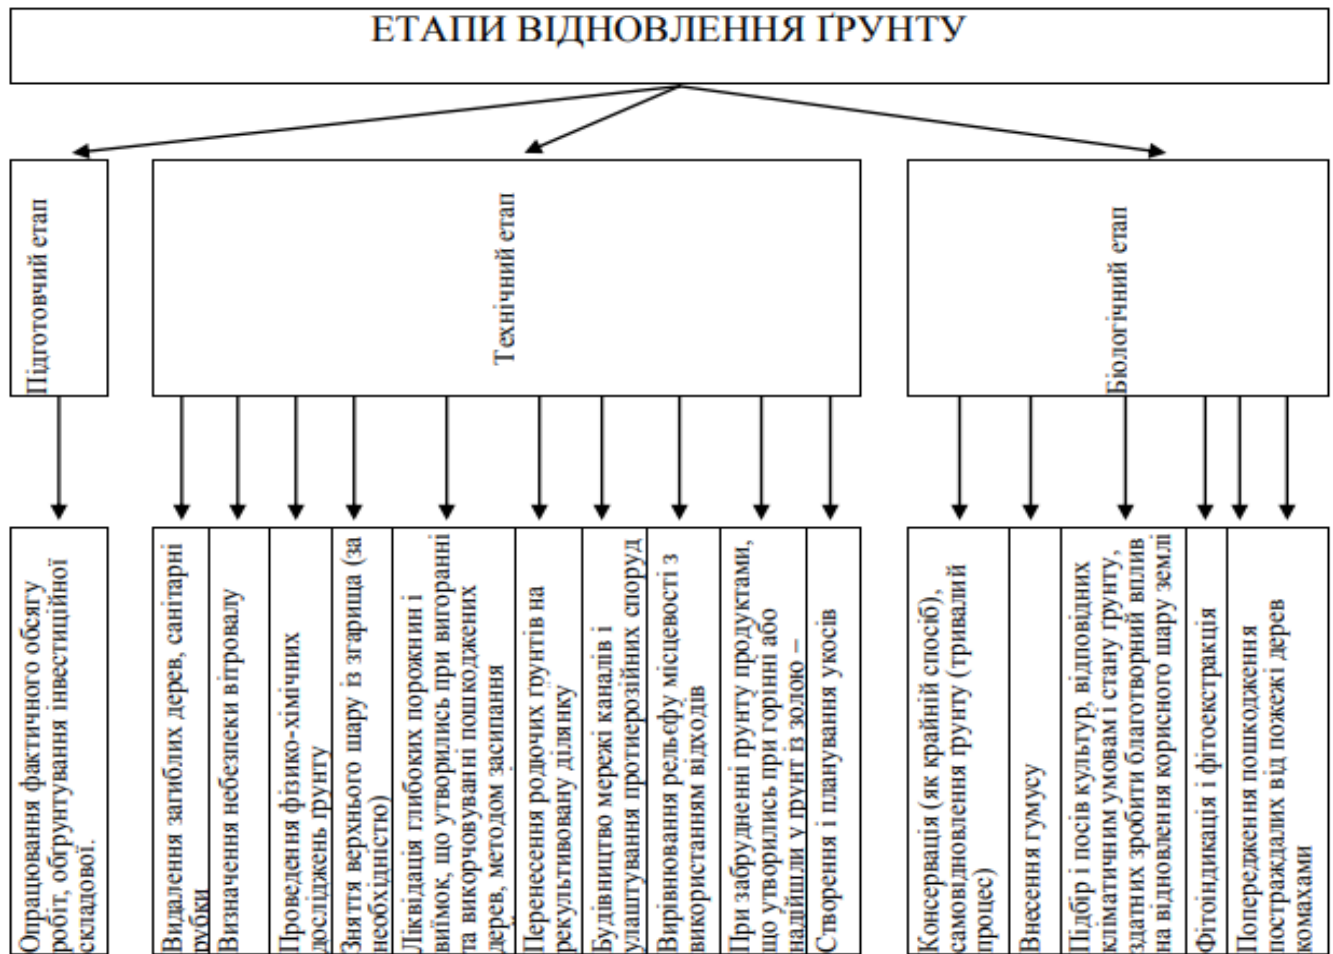 ЕТАПИ ВІДНОВЛЕННЯ ҐРУНТУ
Підготовчий етап
Технічний етап
Біологічний етап
Опрацювання фактичного обсягу
робіт, обґрунтування інвестиційної
складової.
Видалення загиблих дерев, санітарні
рубки
Визначення небезпеки вітровалу
Проведення фізико-хімічних
досліджень ґрунту
Зняття верхнього шару із згарища (за
необхідністю)
Ліквідація глибоких порожнин і
виїмок, що утворились при вигоранні
та викорчовуванні пошкоджених
дерев, методом засипання
Перенесення родючих ґрунтів на
рекультивовану ділянку
Будівництво мережі каналів і
улаштування протиерозійних споруд
Вирівнювання рельєфу місцевості з
використанням відходів
При забрудненні ґрунту продуктами,
що утворились при горінні або
надійшли у ґрунт із золою –
Створення і планування укосів
Консервація (як крайній спосіб),
самовідновлення ґрунту (тривалий
процес)
Внесення гумусу
Підбір і посів культур, відповідних
кліматичним умовам і стану ґрунту,
здатних зробити благотворний вплив
на відновлення корисного шару землі
Фітоіндикація і фітоекстракція
Попередження пошкодження
постраждалих від пожежі дерев
комахами